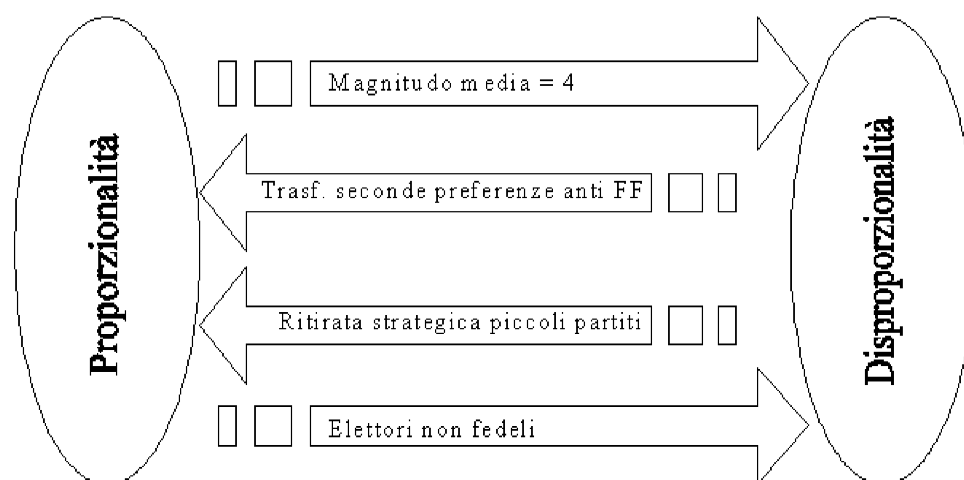 Proporzionalità
Magnitudo media = 4
Trasf. seconde preferenze anti FF
Ritirata strategica piccoli partiti
Elettori non fedeli
Disproporzionalità